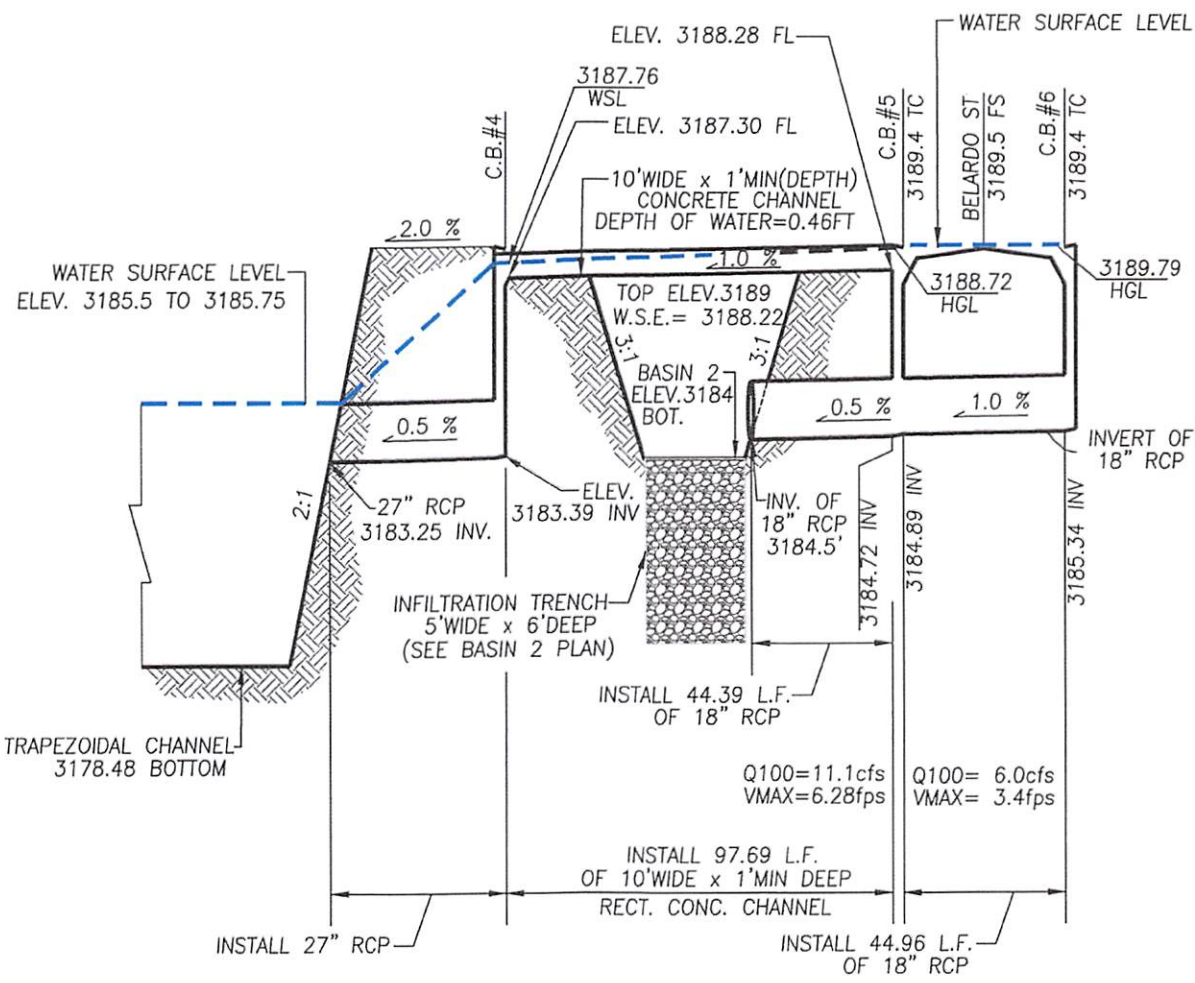 WATER SURFACE LEVEL
ELEV. 3188.28 FL
3187.76
WSL
ELEV. 3187.30 FL
C.B.#4
C.B.#5
3189.4 TC
BELARDO ST
3189.5 FS
C.B.#6
3189.4 TC
10'WIDE x 1'MIN(DEPTH)
CONCRETE CHANNEL
DEPTH OF WATER=0.46FT
2.0 %
WATER SURFACE LEVEL
ELEV. 3185.5 TO 3185.75
1.0 %
3189.79
HGL
3188.72
HGL
TOP ELEV.3189
W.S.E.= 3188.22
3:1
3:1
BASIN 2
ELEV.3184
BOT.
0.5 %
0.5 %
1.0 %
INVERT OF
18" RCP
2:1
27" RCP
3183.25 INV.
ELEV.
3183.39 INV
INV. OF
18" RCP
3184.5'
3184.72 INV
3184.89 INV
3185.34 INV
INFILTRATION TRENCH
5'WIDE x 6'DEEP
(SEE BASIN 2 PLAN)
INSTALL 44.39 L.F.
OF 18" RCP
TRAPEZOIDAL CHANNEL
3178.48 BOTTOM
Q100=11.1cfs
VMAX=6.28fps
Q100= 6.0cfs
VMAX= 3.4fps
INSTALL 97.69 L.F.
OF 10'WIDE x 1'MIN DEEP
RECT. CONC. CHANNEL
INSTALL 27" RCP
INSTALL 44.96 L.F.
OF 18" RCP